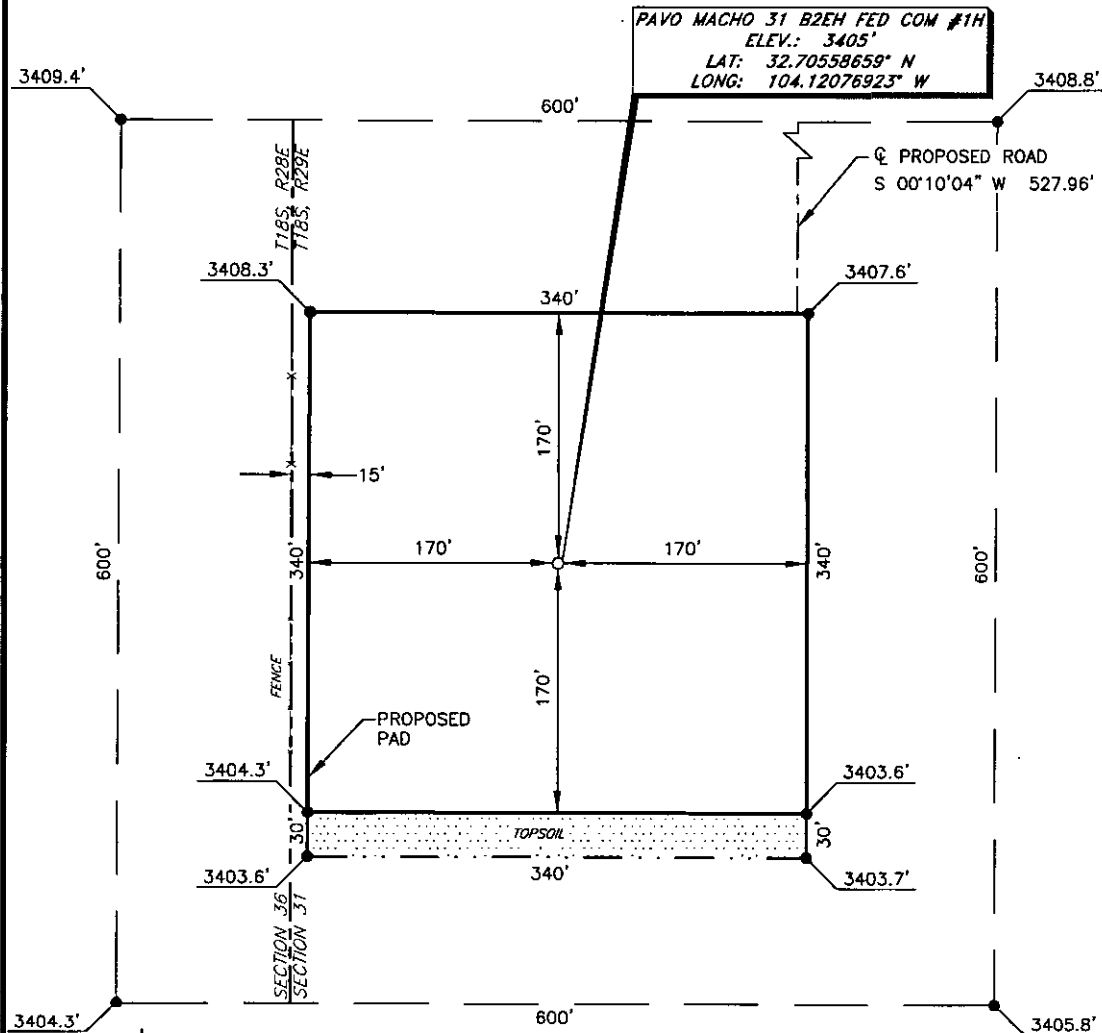 PAVO MACHO 31 B2EH FED COM #1H
ELEV.: 3405'
LAT: 32.70558659° N
LONG: 104.12076923° W
3409.4'
600'
3408.8'
T18S, R28E
T18S, R29E
℄ PROPOSED ROAD
S 00°10'04" W 527.96'
3408.3'
340'
3407.6'
170'
15'
600'
340'
170'
170'
340'
600'
FENCE
170'
PROPOSED
PAD
3404.3'
3403.6'
30'
TOPSOIL
30'
3403.6'
340'
3403.7'
SECTION 36
SECTION 31
3404.3'
600'
3405.8'